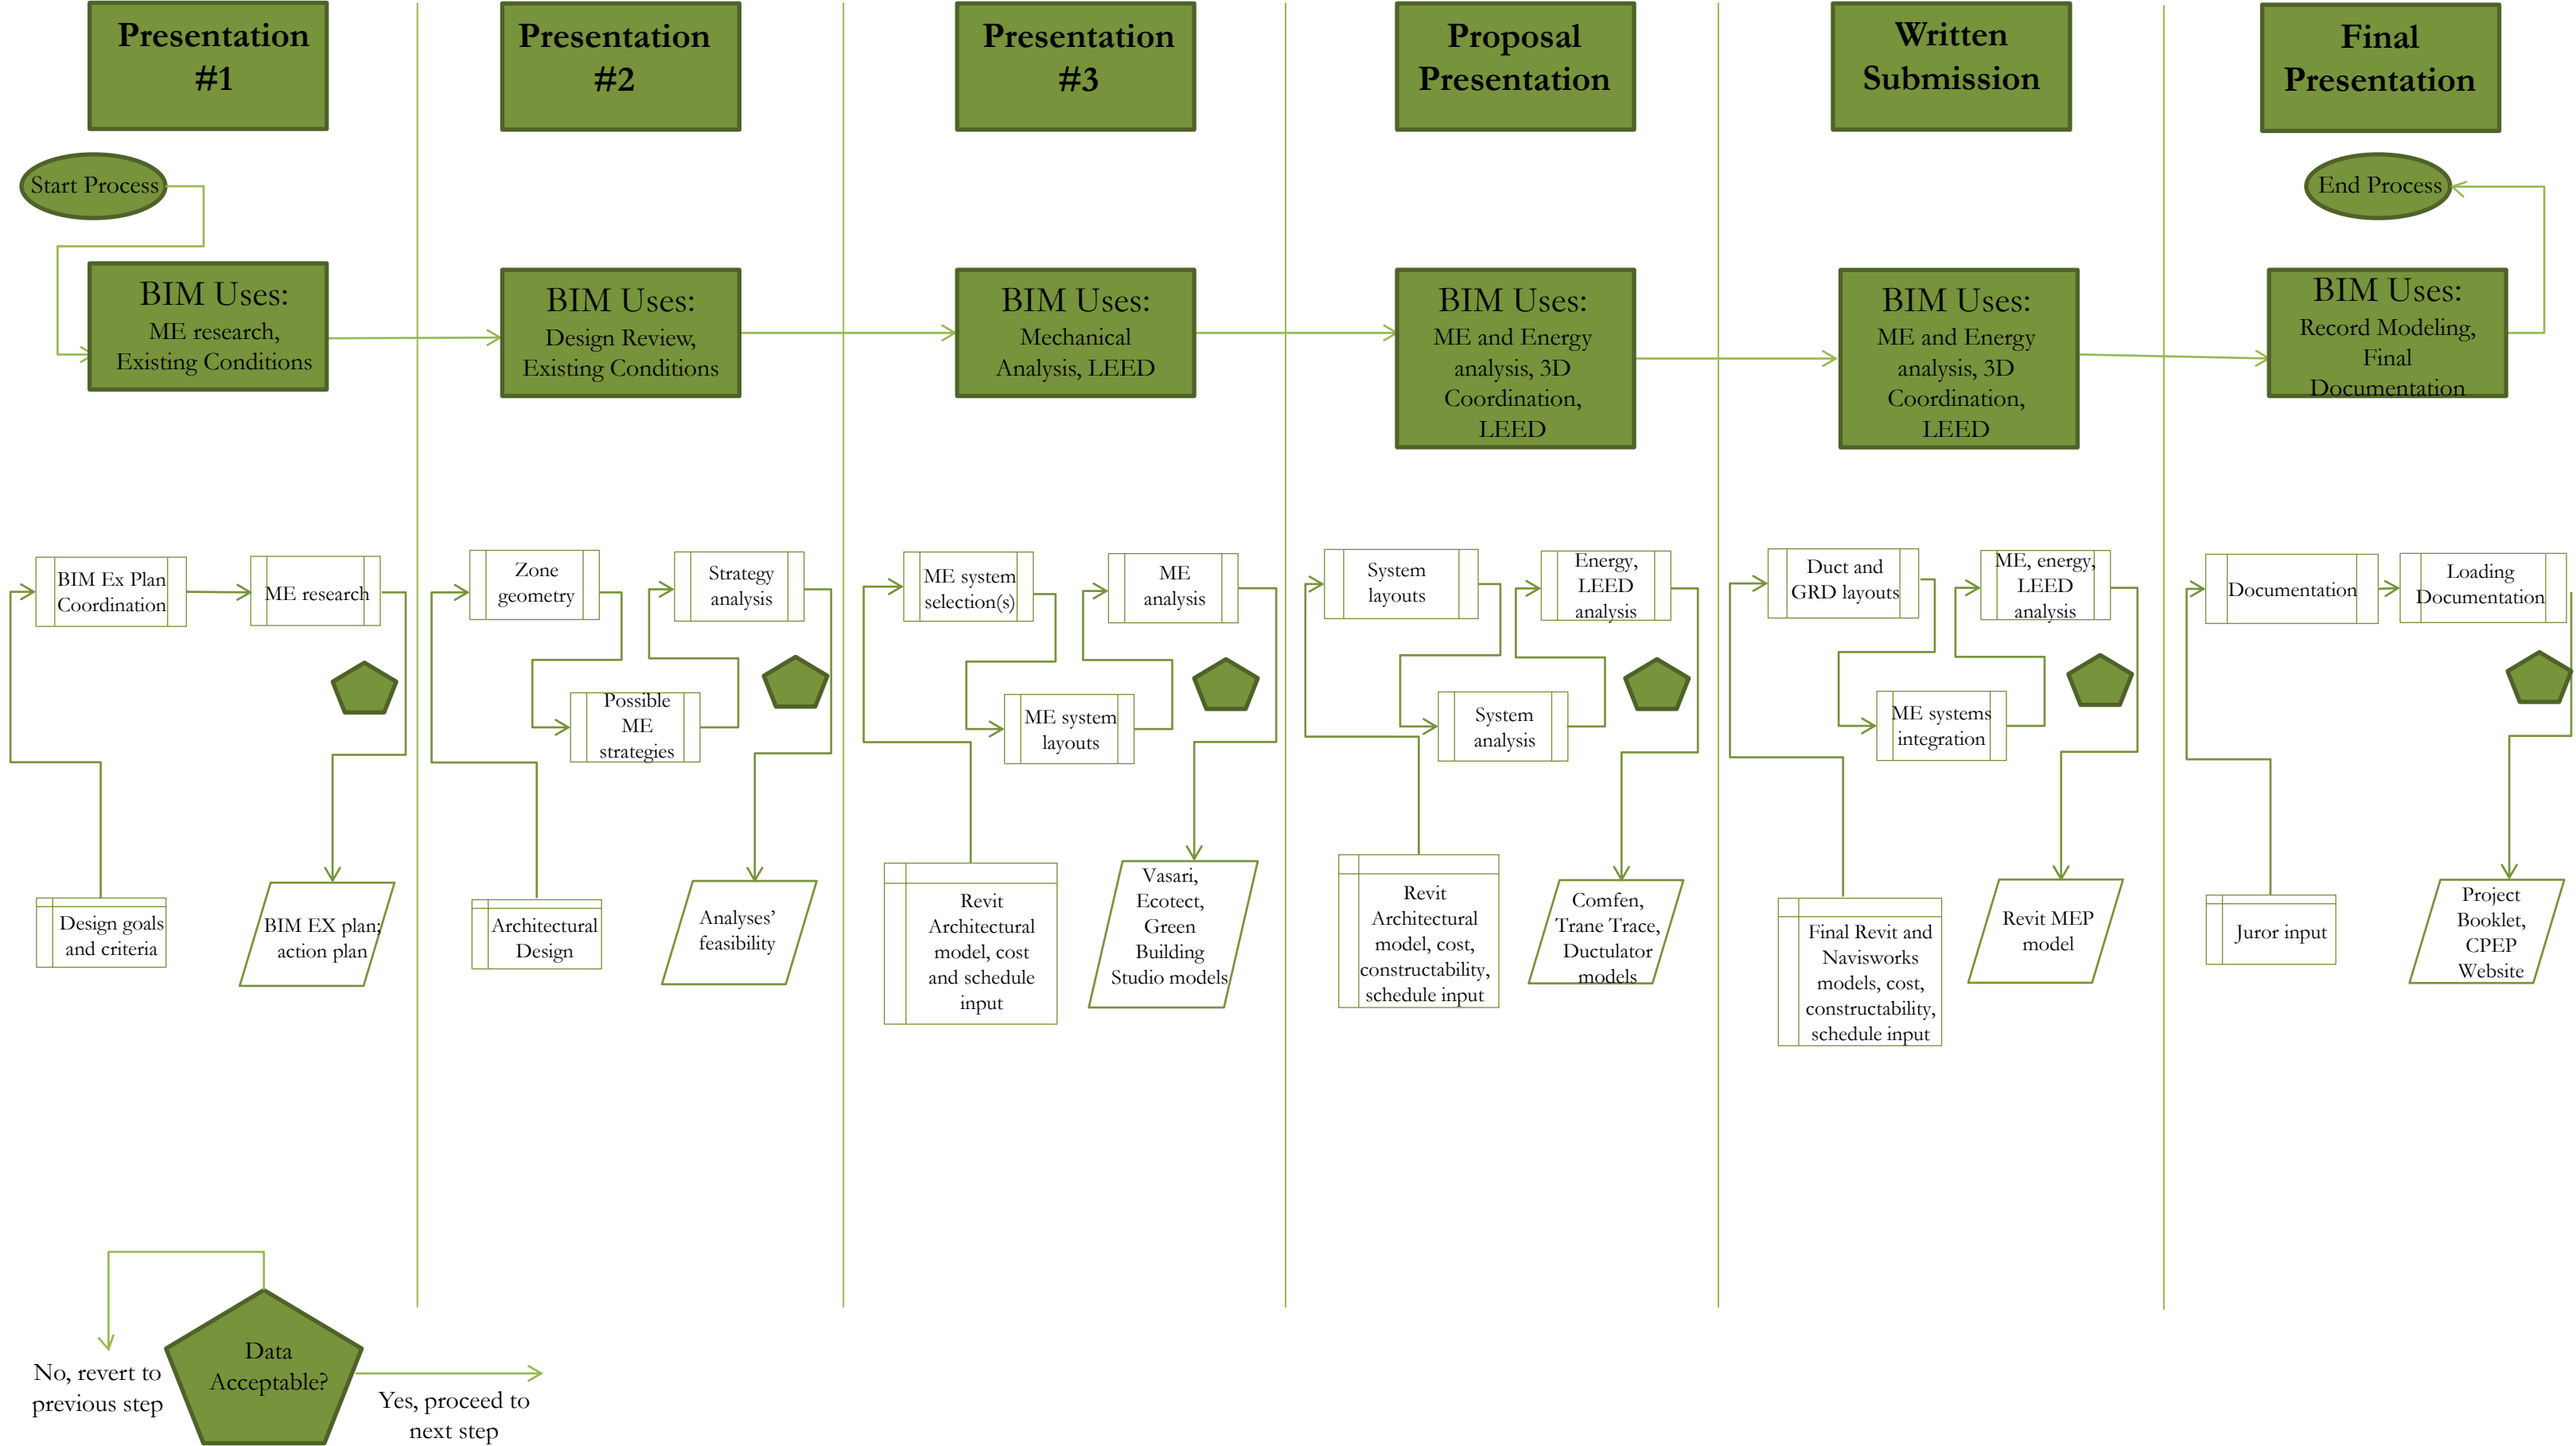 Presentation
#1
Presentation
#2
Presentation
#3
Proposal
Presentation
Written
Submission
Final
Presentation
Start Process
End Process
BIM Uses:
ME research,
Existing Conditions
BIM Uses:
Design Review,
Existing Conditions
BIM Uses:
Mechanical
Analysis, LEED
BIM Uses:
ME and Energy
analysis, 3D
Coordination,
LEED
BIM Uses:
ME and Energy
analysis, 3D
Coordination,
LEED
BIM Uses:
Record Modeling,
Final
Documentation
BIM Ex Plan
Coordination
ME research
Zone
geometry
Strategy
analysis
Possible
ME
strategies
ME system
selection(s)
ME
analysis
ME system
layouts
System
layouts
Energy,
LEED
analysis
System
analysis
Duct and
GRD layouts
ME, energy,
LEED
analysis
ME systems
integration
Documentation
Loading
Documentation
Design goals
and criteria
BIM EX plan;
action plan
Architectural
Design
Analyses’
feasibility
Revit
Architectural
model, cost
and schedule
input
Vasari,
Ecotect,
Green
Building
Studio models
Revit
Architectural
model, cost,
constructability,
schedule input
Comfen,
Trane Trace,
Ductulator
models
Final Revit and
Navisworks
models, cost,
constructability,
schedule input
Revit MEP
model
Juror input
Project
Booklet,
CPEP
Website
Data
Acceptable?
No, revert to
previous step
Yes, proceed to
next step